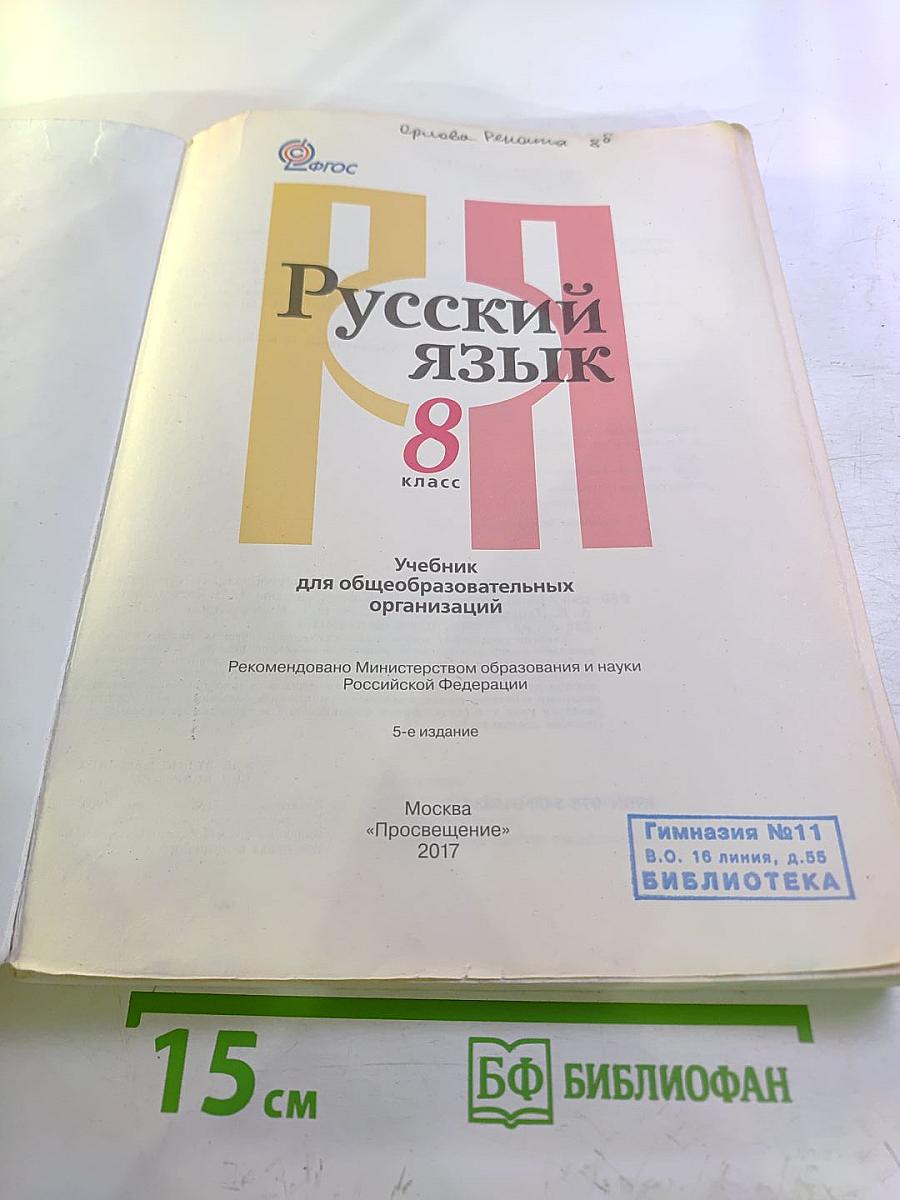 Орлова Рената 8б
ФГОС
РЯ
Русский
язык
8
класс
Учебник
для общеобразовательных
организаций
Рекомендовано Министерством образования и науки
Российской Федерации
5-е издание
Москва
«Просвещение»
2017
Гимназия №11
В.О. 16 линия, д.55
БИБЛИОТЕКА
15 см
БФ БИБЛИОФАН